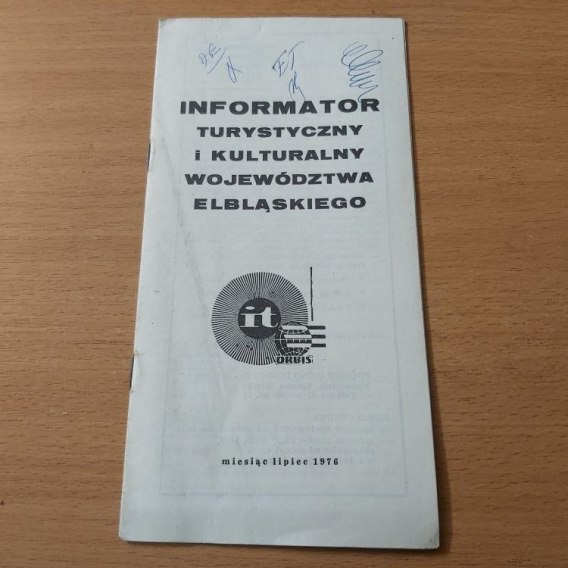 INFORMATOR
TURYSTYCZNY
i KULTURALNY
WOJEWÓDZTWA
ELBLĄSKIEGO
it
ORBIS
miesiąc lipiec 1976